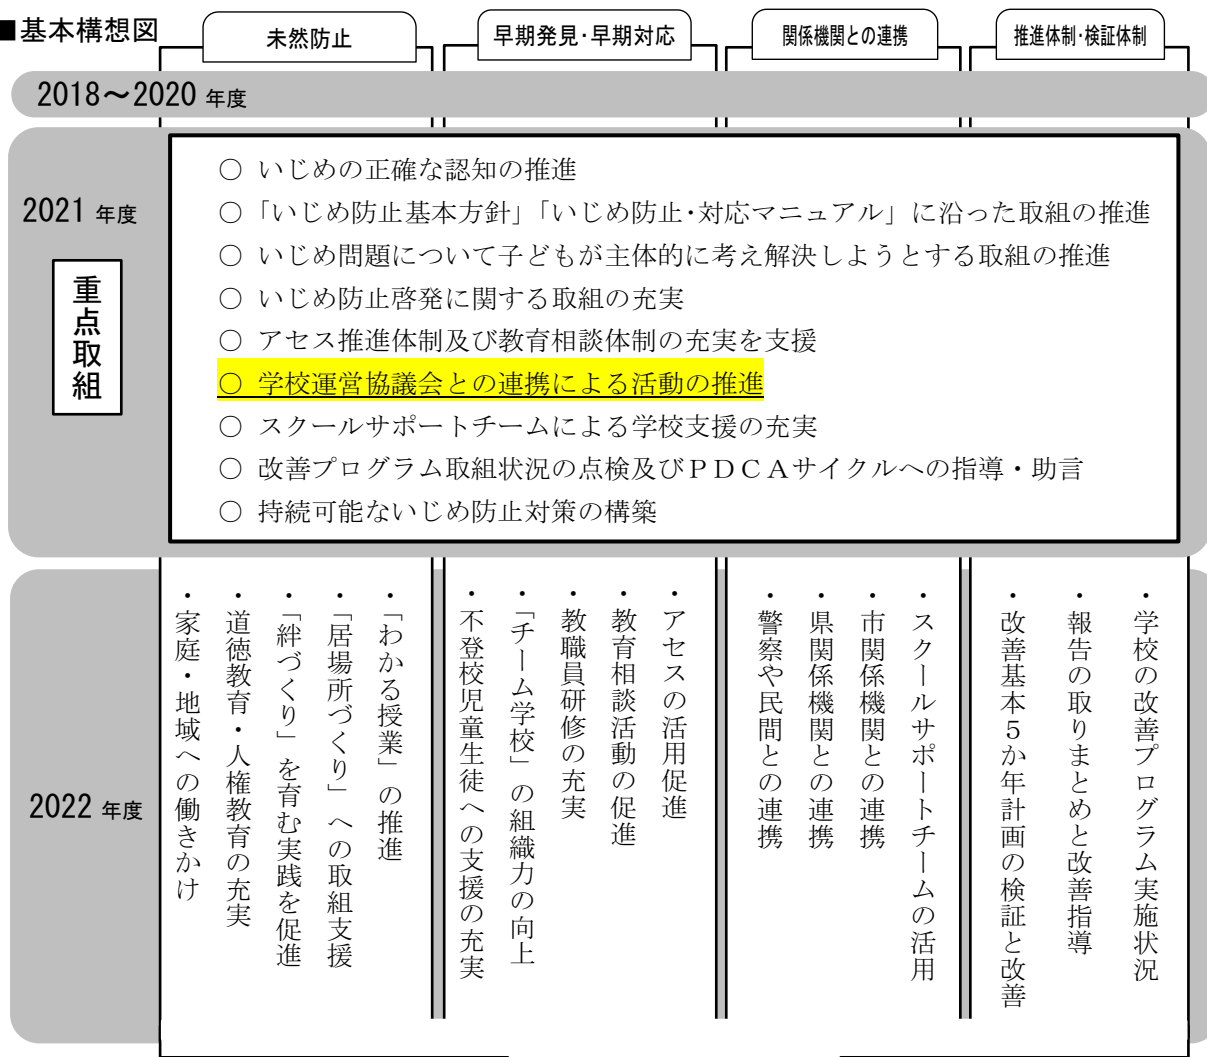 ■基本構想図
未然防止
早期発見・早期対応
関係機関との連携
推進体制・検証体制
2018～2020 年度
2021 年度
重点取組
○ いじめの正確な認知の推進
○「いじめ防止基本方針」「いじめ防止・対応マニュアル」に沿った取組の推進
○ いじめ問題について子どもが主体的に考え解決しようとする取組の推進
○ いじめ防止啓発に関する取組の充実
○ アセス推進体制及び教育相談体制の充実を支援
○ 学校運営協議会との連携による活動の推進
○ スクールサポートチームによる学校支援の充実
○ 改善プログラム取組状況の点検及びＰＤＣＡサイクルへの指導・助言
○ 持続可能ないじめ防止対策の構築
2022 年度
・「わかる授業」の推進
・「居場所づくり」への取組支援
・「絆づくり」を育む実践を促進
・道徳教育・人権教育の充実
・家庭・地域への働きかけ
・アセスの活用促進
・教育相談活動の促進
・教職員研修の充実
・「チーム学校」の組織力の向上
・不登校児童生徒への支援の充実
・スクールサポートチームの活用
・市関係機関との連携
・県関係機関との連携
・警察や民間との連携
・学校の改善プログラム実施状況
・報告の取りまとめと改善指導
・改善基本５か年計画の検証と改善